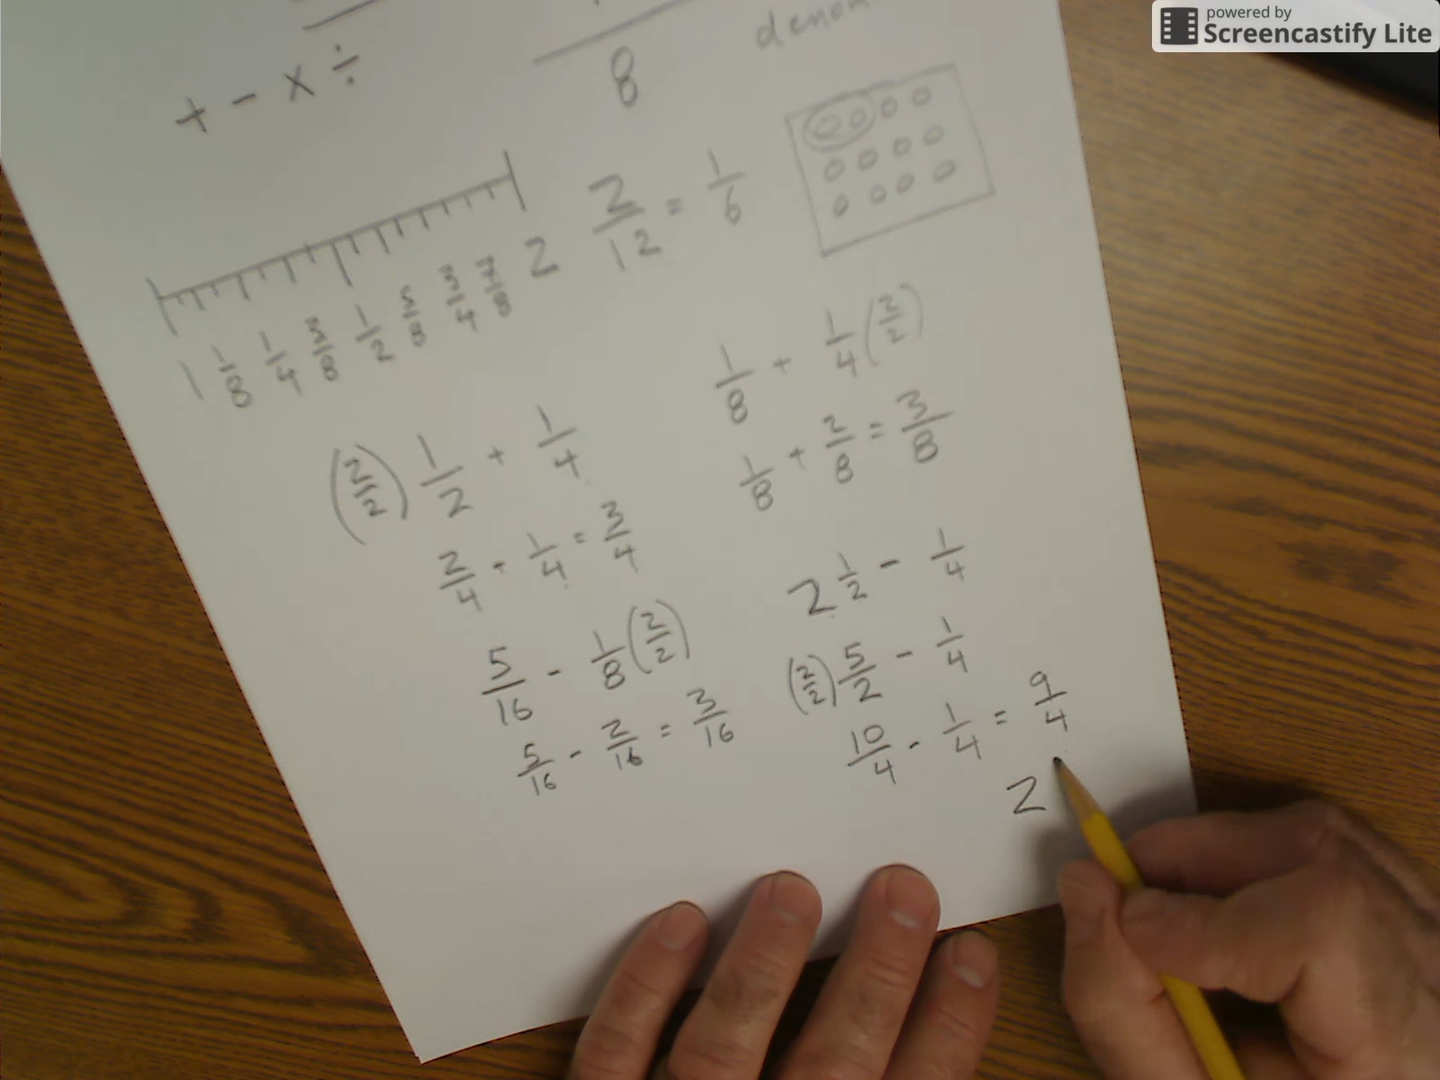 powered by
Screencastify Lite
+ - x ÷
8
2/12 = 1/6
1 1/8 1/4 3/8 1/2 5/8 3/4 7/8 2
(2/2) 1/2 + 1/4
2/4 + 1/4 = 3/4
1/8 + 1/4 (2/2)
1/8 + 2/8 = 3/8
5/16 - 1/8 (2/2)
5/16 - 2/16 = 3/16
2 1/2 - 1/4
(2/2) 5/2 - 1/4
10/4 - 1/4 = 9/4
2